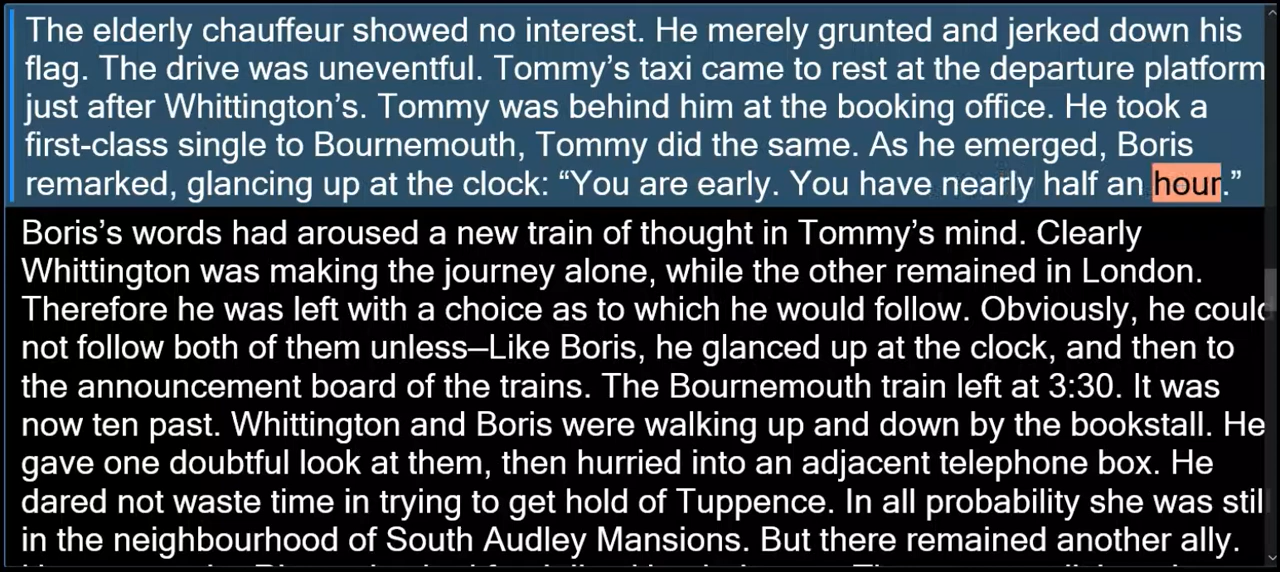 The elderly chauffeur showed no interest. He merely grunted and jerked down his
flag. The drive was uneventful. Tommy’s taxi came to rest at the departure platform
just after Whittington’s. Tommy was behind him at the booking office. He took a
first-class single to Bournemouth, Tommy did the same. As he emerged, Boris
remarked, glancing up at the clock: “You are early. You have nearly half an hour.”
Boris’s words had aroused a new train of thought in Tommy’s mind. Clearly
Whittington was making the journey alone, while the other remained in London.
Therefore he was left with a choice as to which he would follow. Obviously, he could
not follow both of them unless—Like Boris, he glanced up at the clock, and then to
the announcement board of the trains. The Bournemouth train left at 3:30. It was
now ten past. Whittington and Boris were walking up and down by the bookstall. He
gave one doubtful look at them, then hurried into an adjacent telephone box. He
dared not waste time in trying to get hold of Tuppence. In all probability she was still
in the neighbourhood of South Audley Mansions. But there remained another ally.